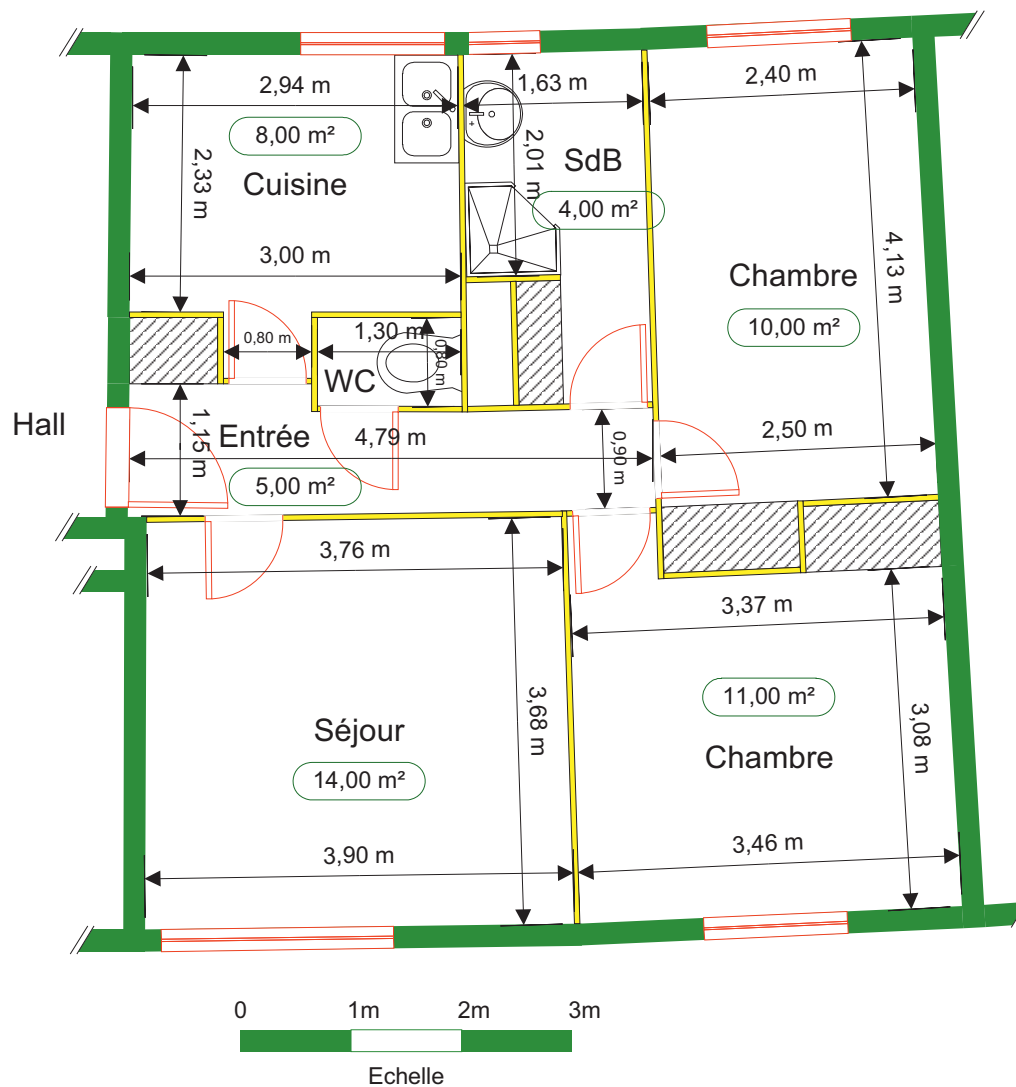 2,94 m
1,63 m
2,40 m
8,00 m²
2,33 m
Cuisine
2,01 m
SdB
4,00 m²
3,00 m
4,13 m
Chambre
10,00 m²
0,80 m
1,30 m
0,80 m
WC
Hall
1,15 m
Entrée
4,79 m
0,90 m
2,50 m
5,00 m²
3,76 m
3,37 m
3,68 m
11,00 m²
3,08 m
Séjour
Chambre
14,00 m²
3,90 m
3,46 m
0 1m 2m 3m
Echelle